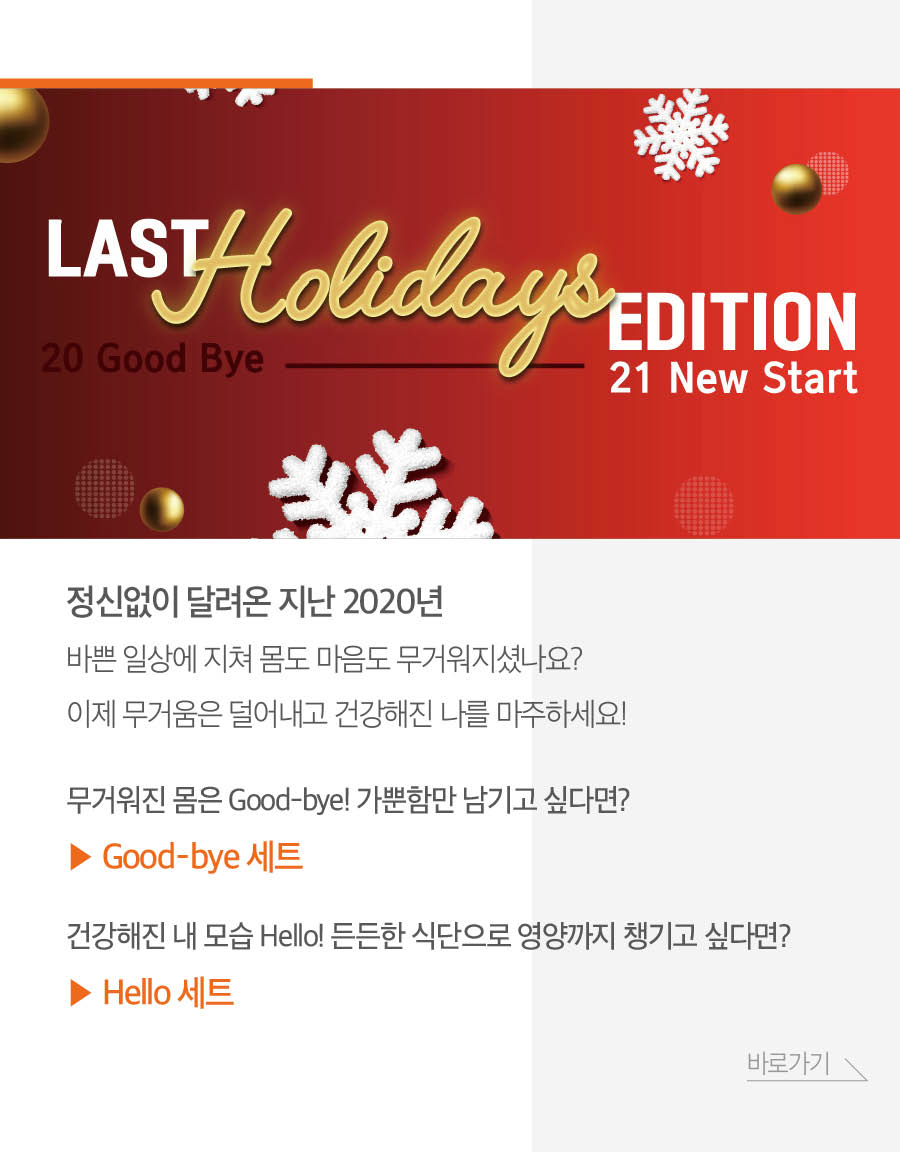 LAST Holidays EDITION
20 Good Bye
21 New Start
정신없이 달려온 지난 2020년
바쁜 일상에 지쳐 몸도 마음도 무거워지셨나요?
이제 무거움은 덜어내고 건강해진 나를 마주하세요!
무거워진 몸은 Good-bye! 가뿐함만 남기고 싶다면?
▶ Good-bye 세트
건강해진 내 모습 Hello! 든든한 식단으로 영양까지 챙기고 싶다면?
▶ Hello 세트
바로가기